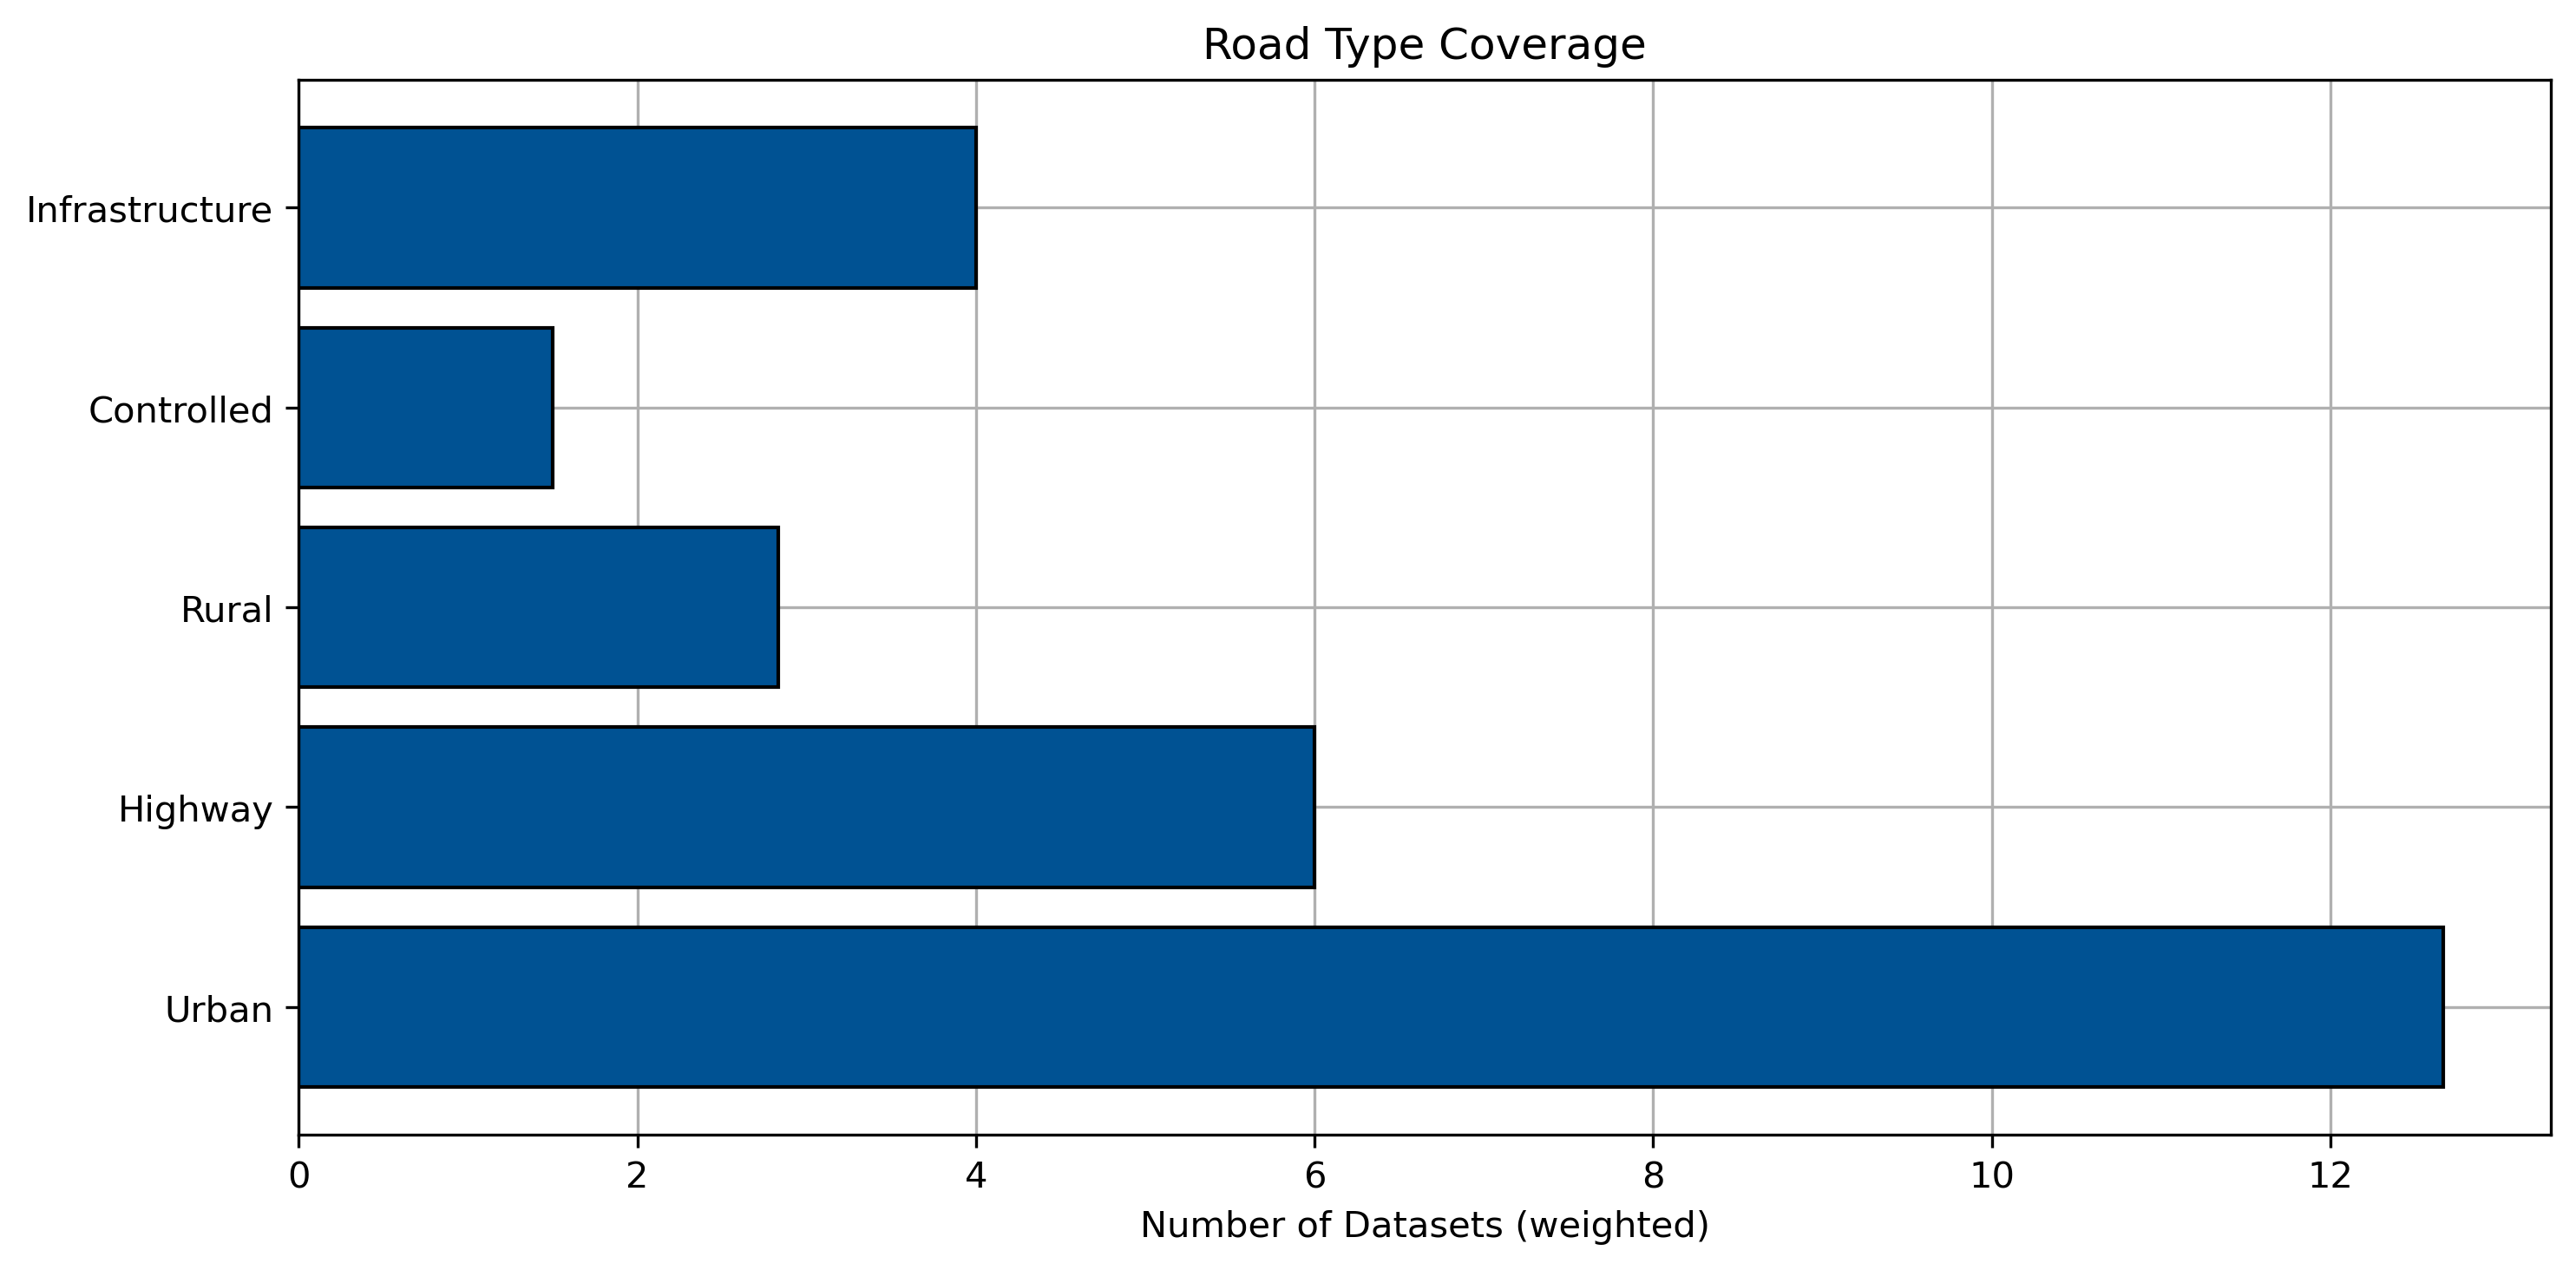 Road Type Coverage
Infrastructure
Controlled
Rural
Highway
Urban
0 2 4 6 8 10 12
Number of Datasets (weighted)